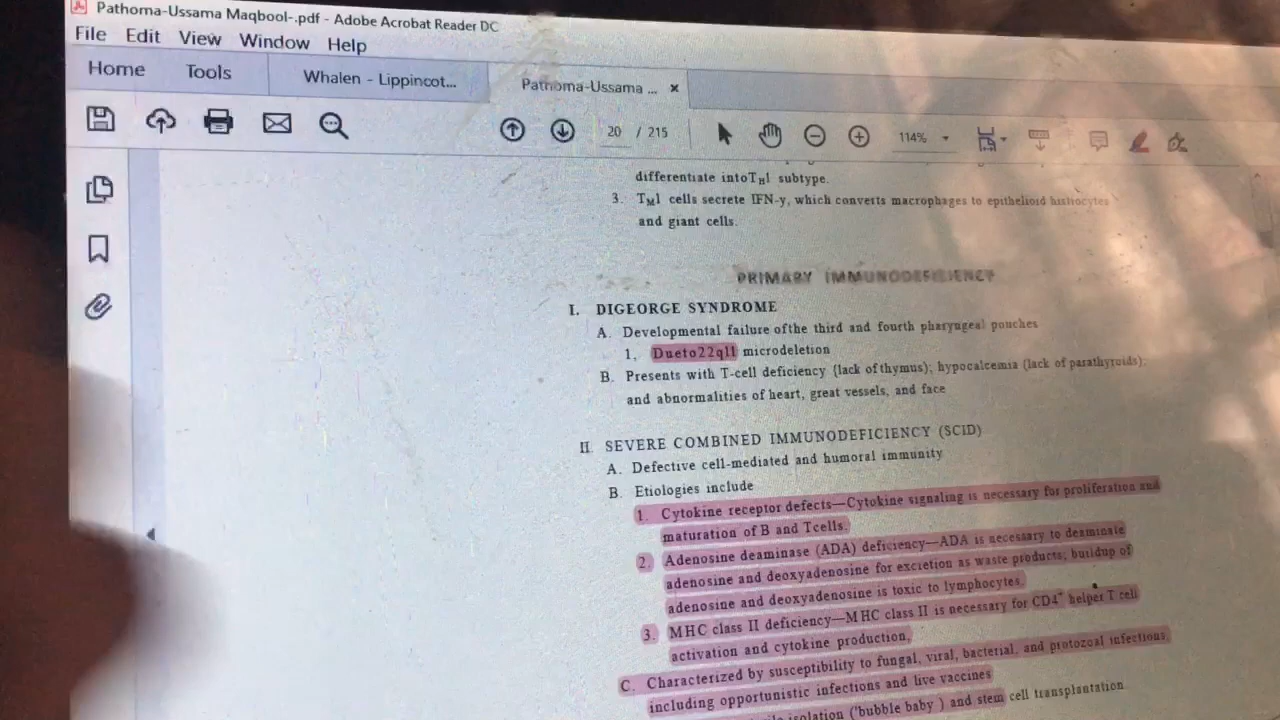 Pathoma-Ussama Maqbool-.pdf - Adobe Acrobat Reader DC
File Edit View Window Help
Home Tools Whalen - Lippincot... Pathoma-Ussama ... ×
20 / 215 114%
differentiate intoTH1 subtype.
3. TM1 cells secrete IFN-y, which converts macrophages to epithelioid histiocytes
and giant cells.
PRIMARY IMMUNODEFICIENCY
I. DIGEORGE SYNDROME
A. Developmental failure ofthe third and fourth pharyngeal pouches
1, Dueto22q11 microdeletion
B. Presents with T-cell deficiency {lack of thymus); hypocalcemia (lack of parathyroids);
and abnormalities of heart, great vessels, and face
II. SEVERE COMBINED IMMUNODEFICIENCY (SCID)
A. Defective cell-mediated and humoral immunity
B. Etiologies include
1. Cytokine receptor defects—Cytokine signaling is necessary for proliferation and
maturation of B and Tcells.
2. Adenosine deaminase (ADA) deficiency—ADA is necessary to deaminate
adenosine and deoxyadenosine for excretion as waste products; buildup of
adenosine and deoxyadenosine is toxic to lymphocytes.
3. MHC class II deficiency—MHC class II is necessary for CD4+ helper T cell
activation and cytokine production.
C. Characterized by susceptibility to fungal, viral, bacterial, and protozoal infections,
including opportunistic infections and live vaccines
isolation ('bubble baby ) and stem cell transplantation